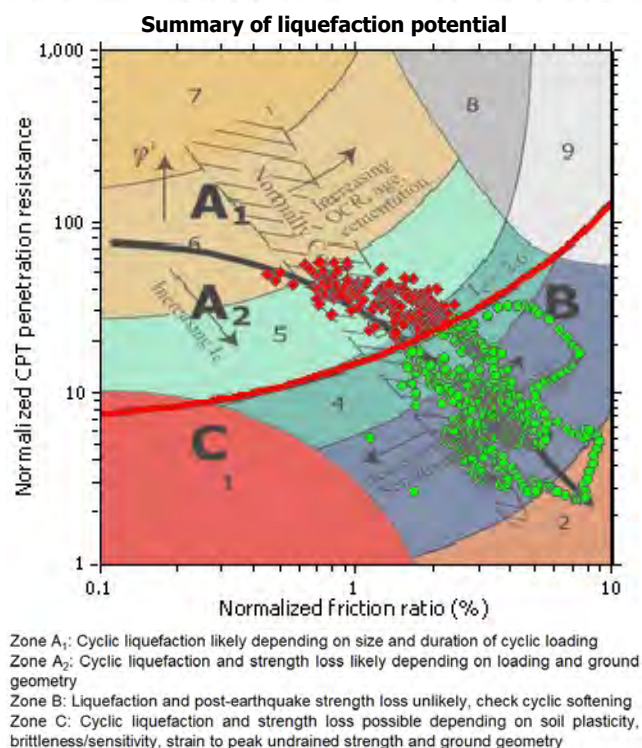 Summary of liquefaction potential
1,000
7
8
9
φ'
Increasing
OCR, age,
cementation
Normally
A1
100
6
A2
B
Increasing Ic
5
10
4
C
1
2
1
0.1
1
10
Normalized CPT penetration resistance
Normalized friction ratio (%)
Zone A1: Cyclic liquefaction likely depending on size and duration of cyclic loading
Zone A2: Cyclic liquefaction and strength loss likely depending on loading and ground
geometry
Zone B: Liquefaction and post-earthquake strength loss unlikely, check cyclic softening
Zone C: Cyclic liquefaction and strength loss possible depending on soil plasticity,
brittleness/sensitivity, strain to peak undrained strength and ground geometry